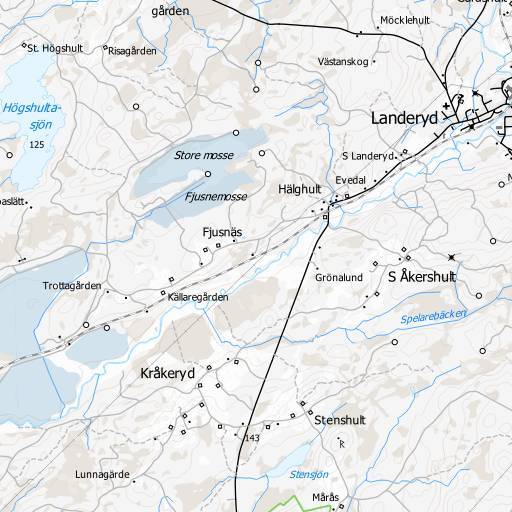 gården
Möcklehult
St. Högshult
Risagården
Västanskog
Högshulta-
sjön
125
Landeryd
Store mosse
S Landeryd
Evedal
Hälghult
Fjusnemosse
Fjusnäs
Grönalund
S Åkershult
Trottagården
Källaregården
Spelarebäcken
Kråkeryd
Stenshult
143
Lunnagärde
Stensjön
Mårås